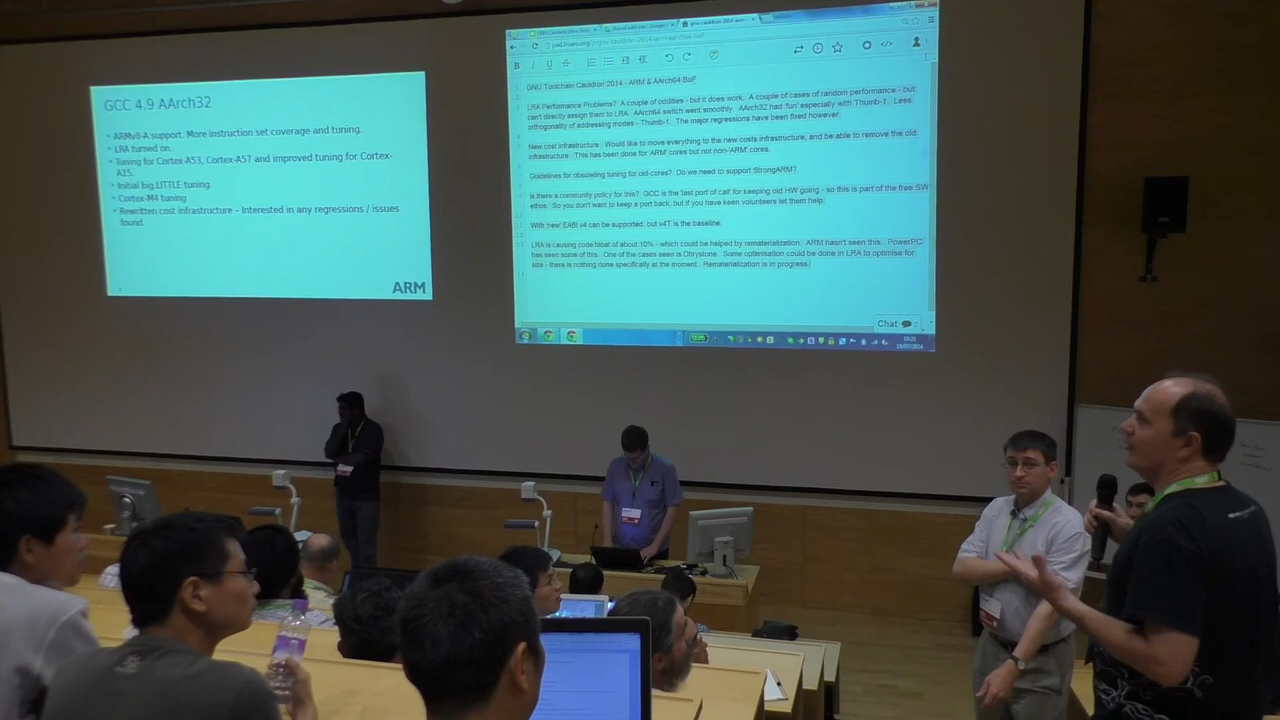 GCC 4.9 AArch32
• ARMv8-A support. More instruction set coverage and tuning.
• LRA turned on.
• Tuning for Cortex-A53, Cortex-A57 and improved tuning for Cortex-
A15.
• Initial big.LITTLE tuning.
• Cortex-M4 tuning
• Rewritten cost infrastructure – Interested in any regressions / issues
found.
ARM
GNU Toolchain Cauldron 2014 - ARM & AArch64 BoF
LRA Performance Problems? A couple of oddities - but it does work. A couple of cases of random performance - but
can't directly assign them to LRA. AArch64 switch went smoothly. AArch32 had 'fun' especially with Thumb-1. Less
orthogonality of addressing modes - Thumb-1. The major regressions have been fixed however.
New cost infrastructure. Would like to move everything to the new costs infrastructure, and be able to remove the old
infrastructure. This has been done for 'ARM' cores but not non-'ARM' cores.
Guidelines for obsoleting tuning for old-cores? Do we need to support StrongARM?
Is there a community policy for this? GCC is the 'last port of call' for keeping old HW going - so this is part of the free SW
ethos. So you don't want to keep a port back, but if you have keen volunteers let them help.
With 'new' EABI v4 can be supported, but v4T is the baseline.
LRA is causing code bloat of about 10% - which could be helped by rematerialization. ARM hasn't seen this. PowerPC
has seen some of this. One of the cases seen is Dhrystone. Some optimisation could be done in LRA to optimise for
size - there is nothing done specifically at the moment. Rematerialization is in progress.
Chat 0
19/07/2014